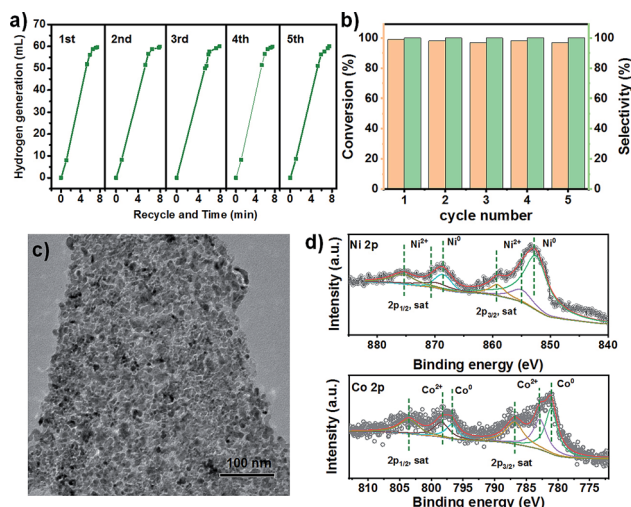 a)
1st 2nd 3rd 4th 5th
Hydrogen generation (mL)
70
60
50
40
30
20
10
0
0 4 8 0 4 8 0 4 8 0 4 8 0 4 8
Recycle and Time (min)
b)
Conversion (%)
100
80
60
40
20
0
1 2 3 4 5
cycle number
100
80
60
40
20
0
Selectivity (%)
c)
100 nm
d)
Ni 2p
Ni²⁺ Ni⁰ Ni²⁺ Ni⁰
2p₁/₂, sat 2p₃/₂, sat
Intensity (a.u.)
880 870 860 850 840
Binding energy (eV)
Co 2p
Co²⁺ Co⁰ Co²⁺ Co⁰
2p₁/₂, sat 2p₃/₂, sat
Intensity (a.u.)
810 803 795 787 780 772
Binding energy (eV)